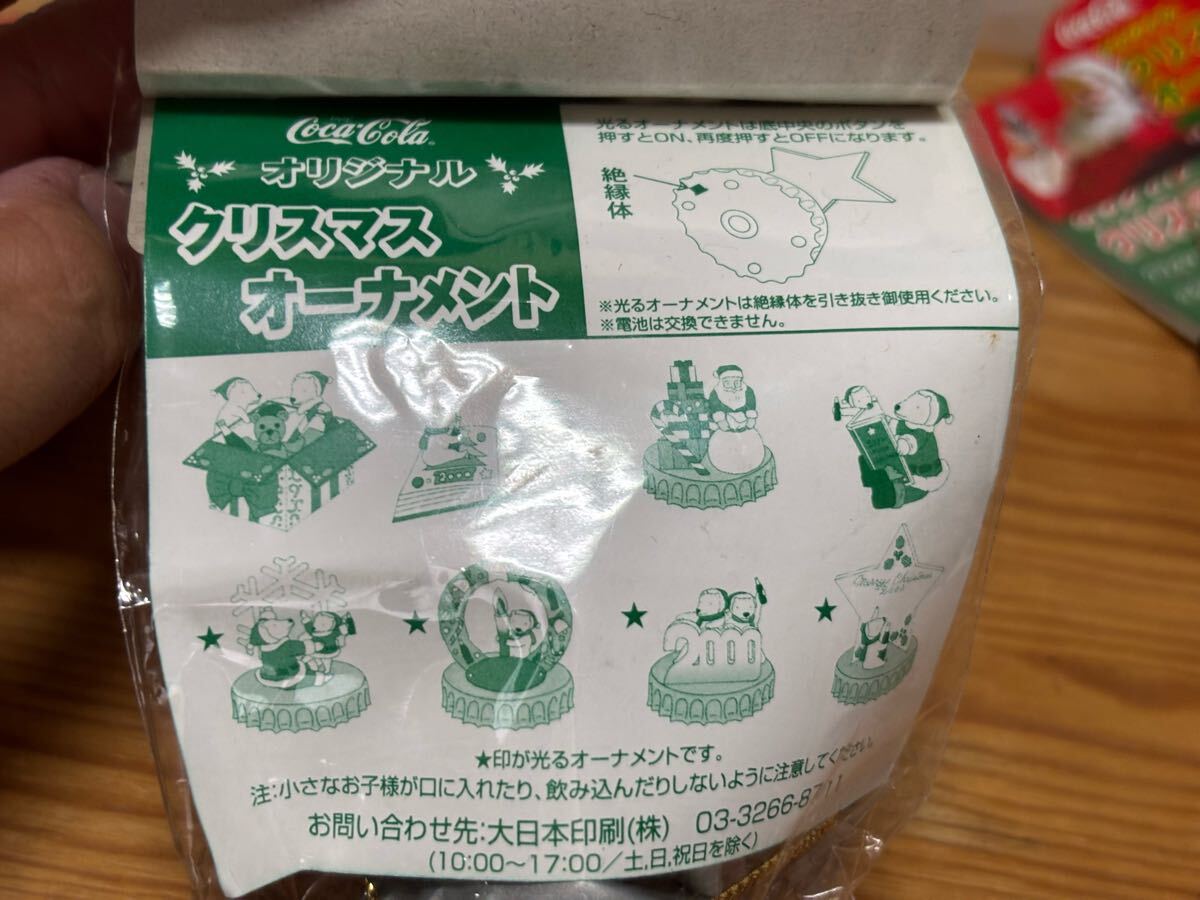 Coca-Cola
オリジナル
クリスマス
オーナメント
光るオーナメントは底中央のボタンを
押すとON、再度押すとOFFになります。
絶縁体
※光るオーナメントは絶縁体を引き抜き御使用ください。
※電池は交換できません。
2000
2000
Merry Christmas
★
★
★
★
★印が光るオーナメントです。
注:小さなお子様が口に入れたり、飲み込んだりしないように注意してください。
お問い合わせ先:大日本印刷(株) 03-3266-8711
(10:00〜17:00/土,日,祝日を除く)
Coca-Cola
クリス